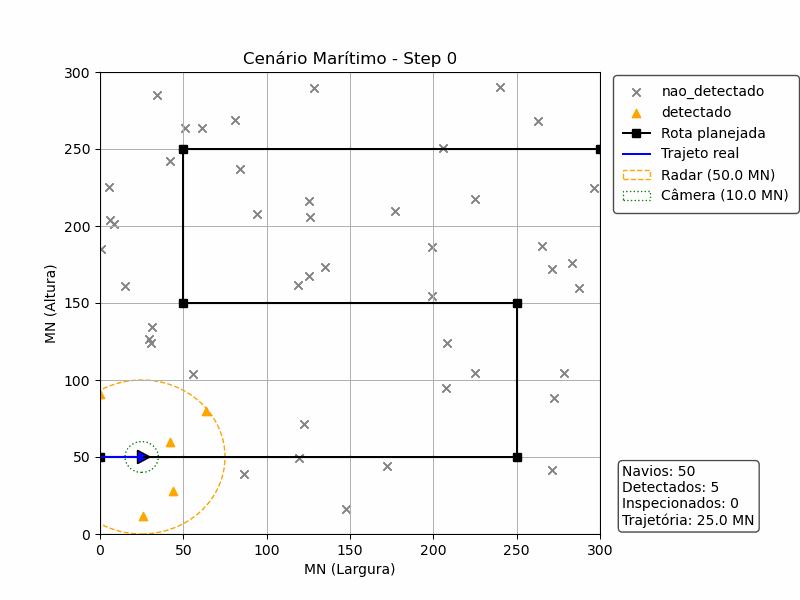 Cenário Marítimo - Step 0
300
250
200
150
100
50
0
MN (Altura)
0 50 100 150 200 250 300
MN (Largura)
nao_detectado
detectado
Rota planejada
Trajeto real
Radar (50.0 MN)
Câmera (10.0 MN)
Navios: 50
Detectados: 5
Inspecionados: 0
Trajetória: 25.0 MN